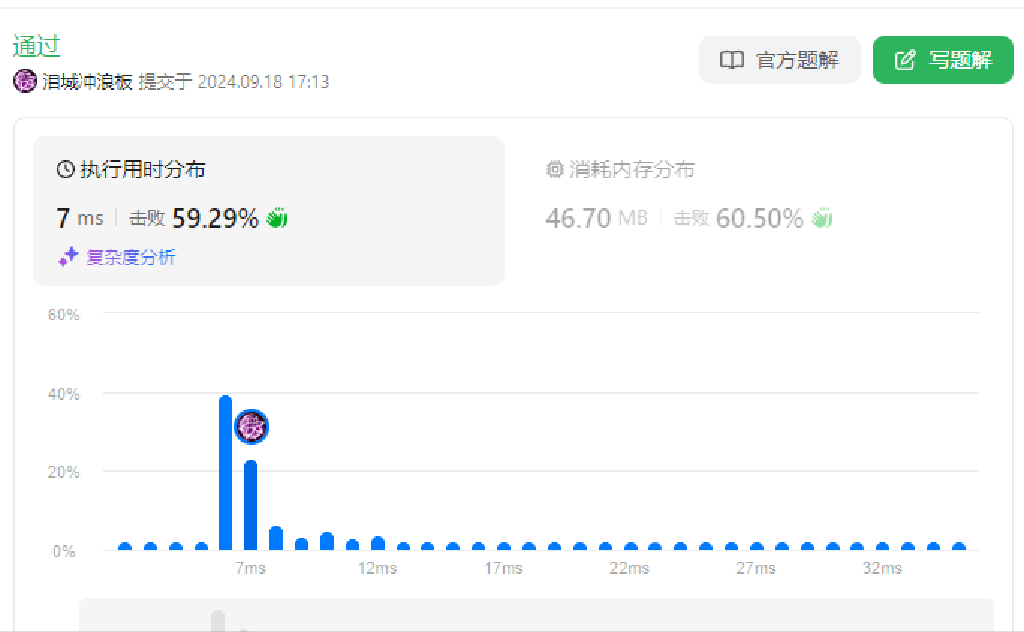 通过
官方题解
写题解
泪城冲浪板 提交于 2024.09.18 17:13
执行用时分布
7 ms 击败 59.29%
复杂度分析
消耗内存分布
46.70 MB 击败 60.50%
60%
40%
20%
0%
7ms 12ms 17ms 22ms 27ms 32ms